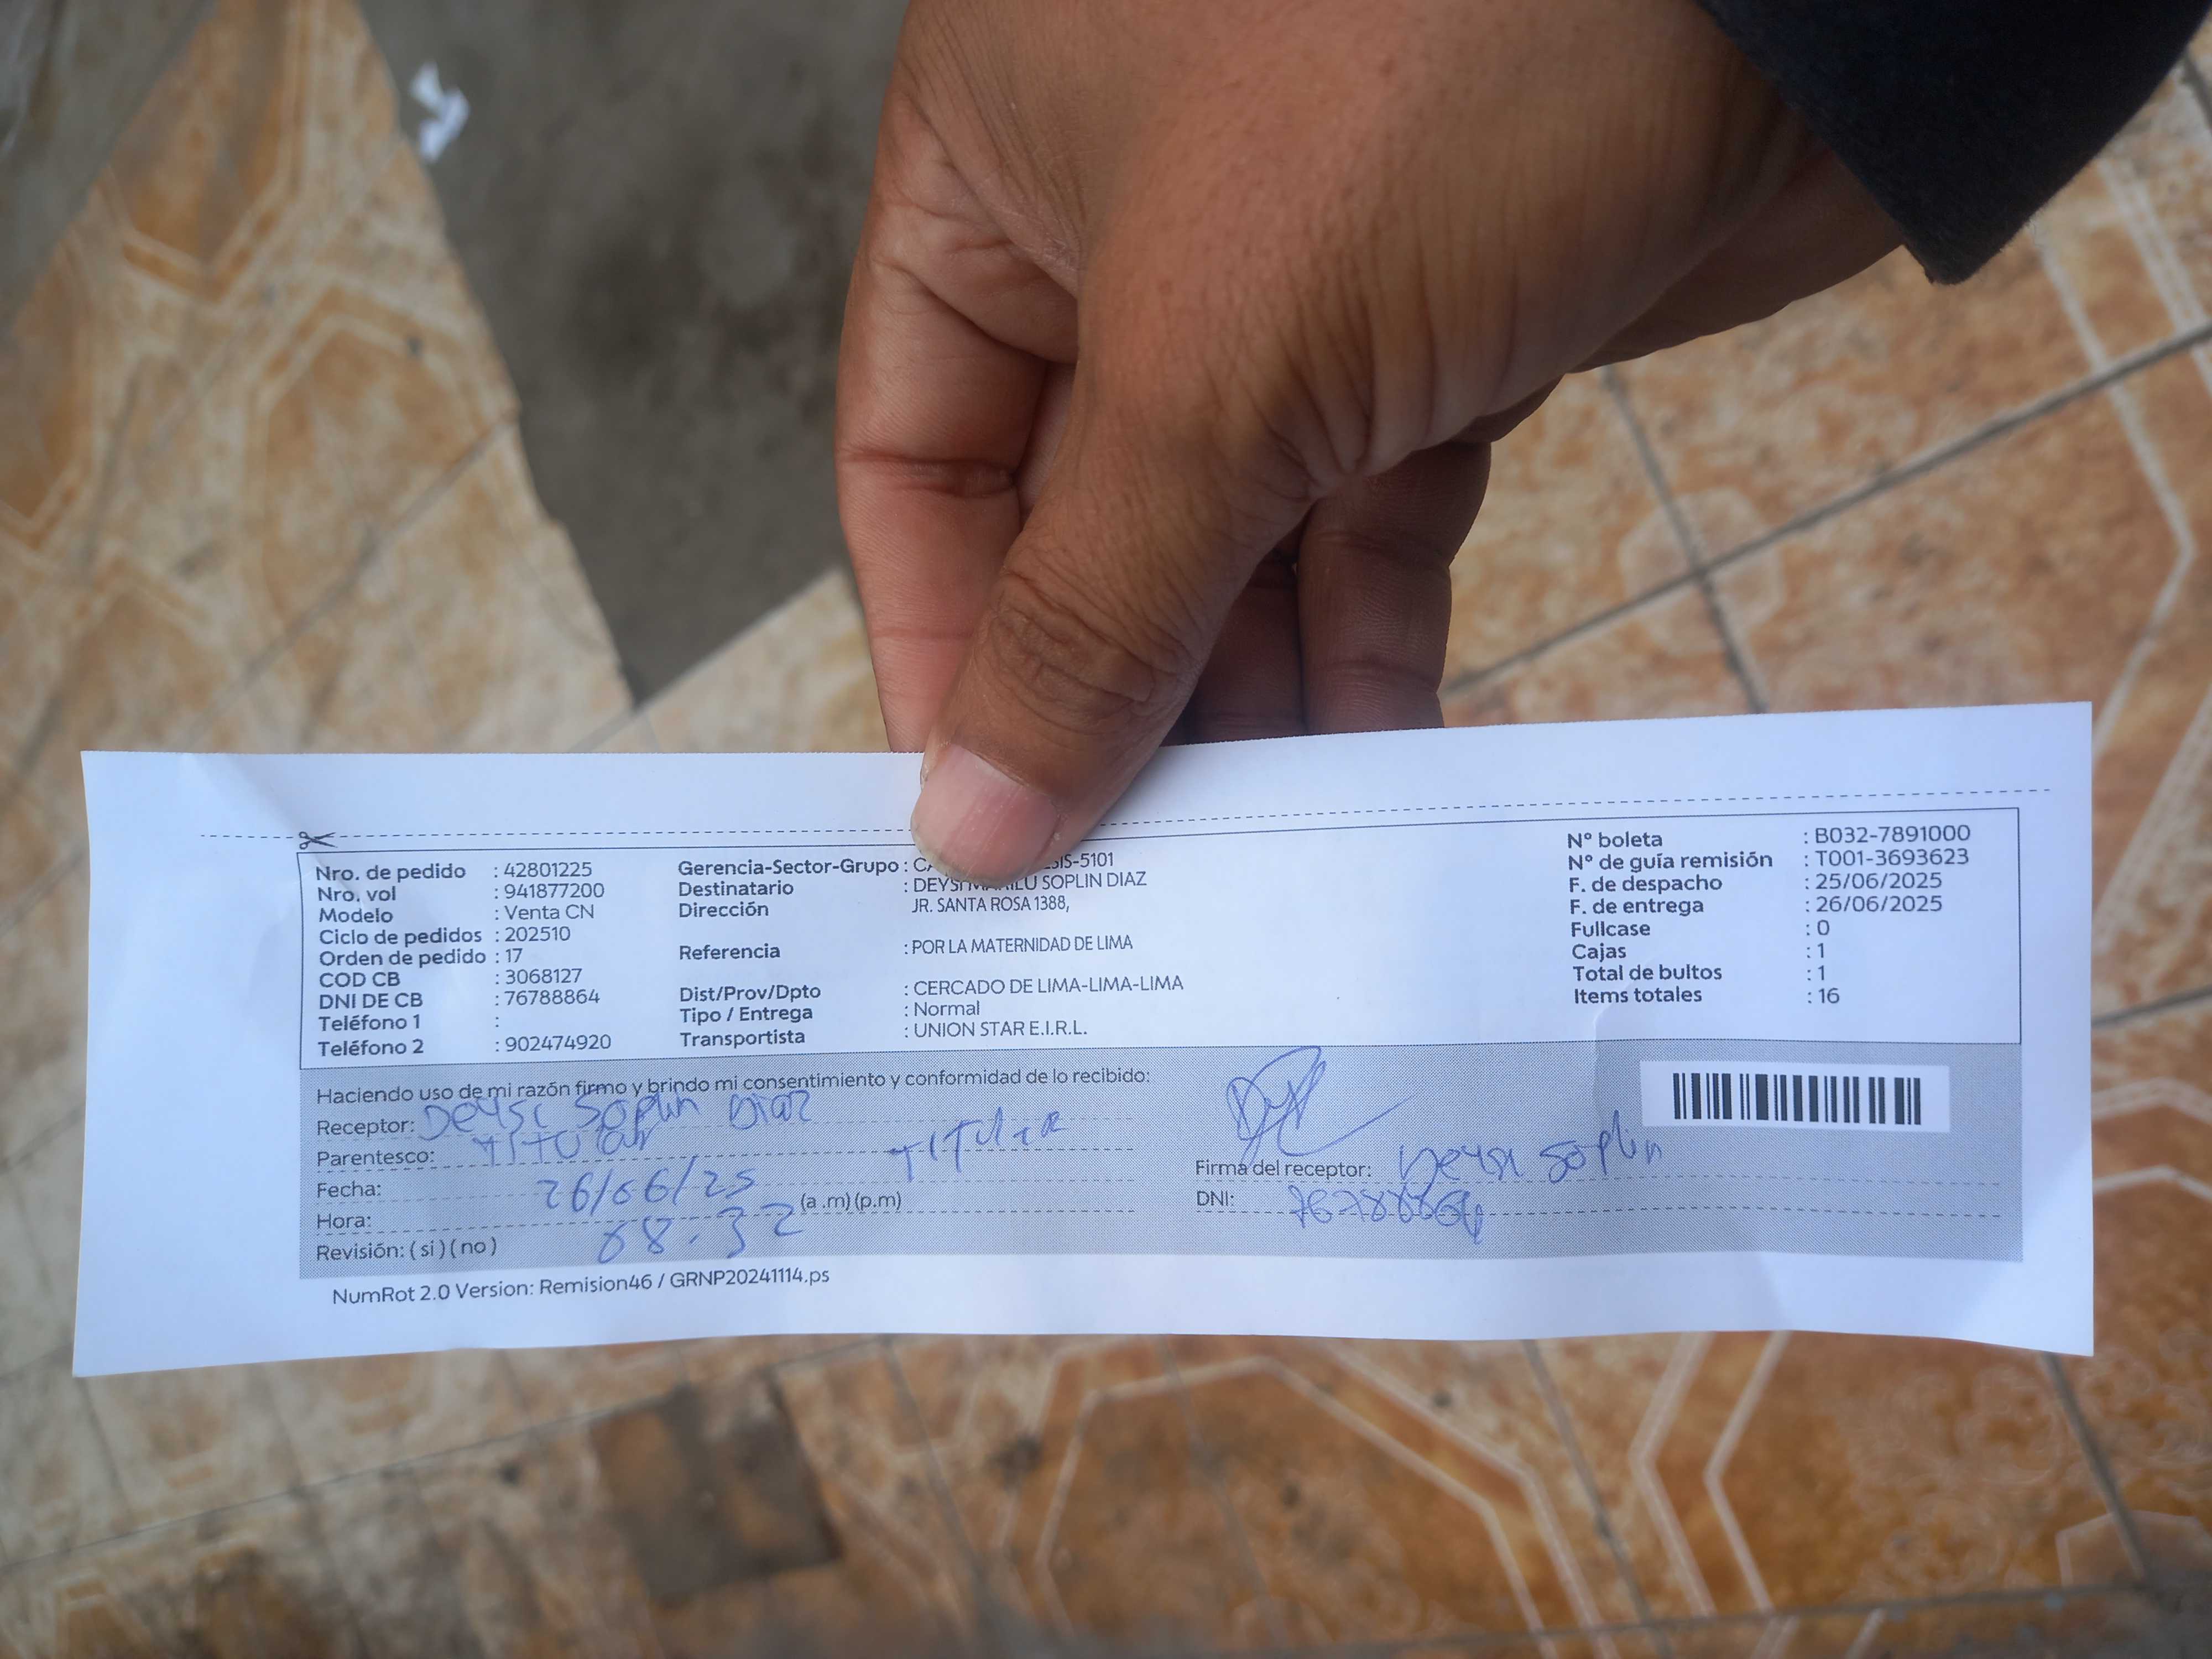 Nro. de pedido : 42801225
Nro. vol : 941877200
Modelo : Venta CN
Ciclo de pedidos : 202510
Orden de pedido : 17
COD CB : 3068127
DNI DE CB : 76788864
Teléfono 1 :
Teléfono 2 : 902474920
Gerencia-Sector-Grupo : -5101
Destinatario : DEYSI SOPLIN DIAZ
Dirección JR. SANTA ROSA 1388,
Referencia : POR LA MATERNIDAD DE LIMA
Dist/Prov/Dpto : CERCADO DE LIMA-LIMA-LIMA
Tipo / Entrega : Normal
Transportista : UNION STAR E.I.R.L.
Nº boleta : B032-7891000
Nº de guía remisión : T001-3693623
F. de despacho : 25/06/2025
F. de entrega : 26/06/2025
Fullcase : 0
Cajas : 1
Total de bultos : 1
Items totales : 16
Haciendo uso de mi razón firmo y brindo mi consentimiento y conformidad de lo recibido:
Receptor: Deysi Soplin Diaz
Parentesco: TITULAR TITULAR
Fecha: 26/06/25
Hora: 08:32 (a .m) (p.m)
Revisión: ( si ) ( no )
Firma del receptor: Deysi Soplin
DNI: 76788864
NumRot 2.0 Version: Remision46 / GRNP20241114.ps